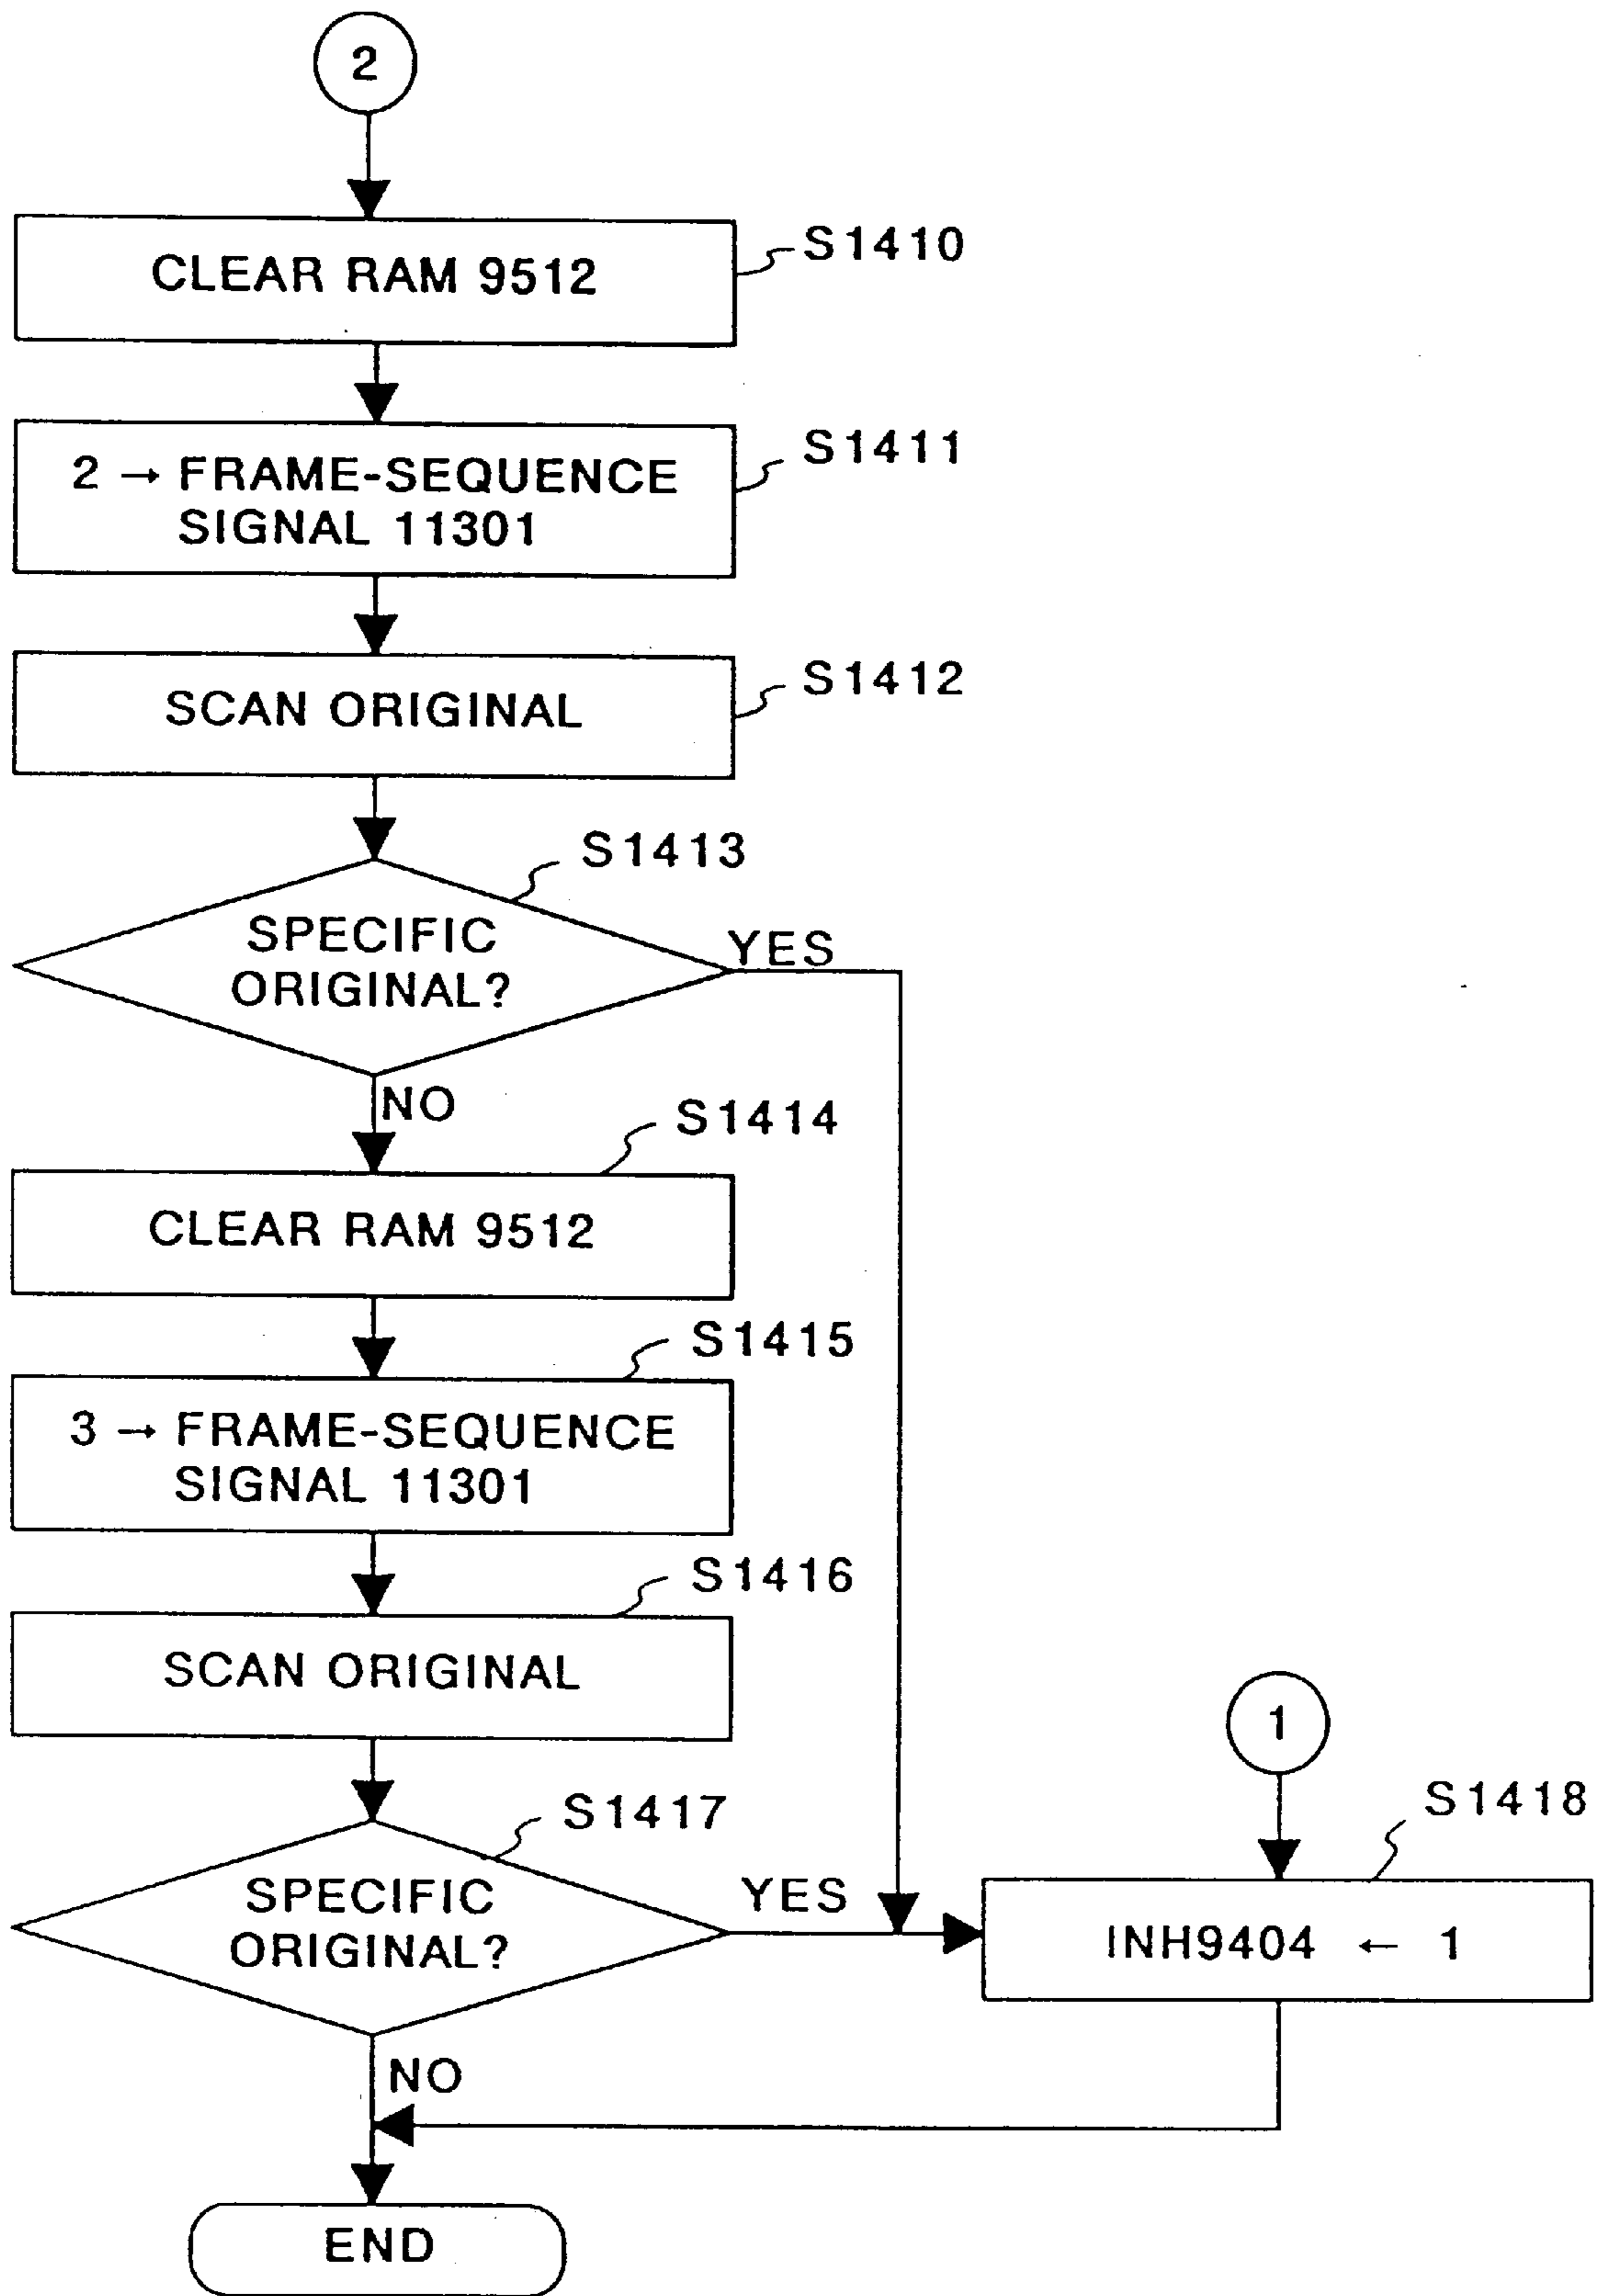 2
CLEAR RAM 9512
S1410
2 → FRAME-SEQUENCE
SIGNAL 11301
S1411
SCAN ORIGINAL
S1412
S1413
SPECIFIC
ORIGINAL?
YES
NO
S1414
CLEAR RAM 9512
S1415
3 → FRAME-SEQUENCE
SIGNAL 11301
S1416
SCAN ORIGINAL
S1417
SPECIFIC
ORIGINAL?
YES
1
S1418
INH9404 ← 1
NO
END